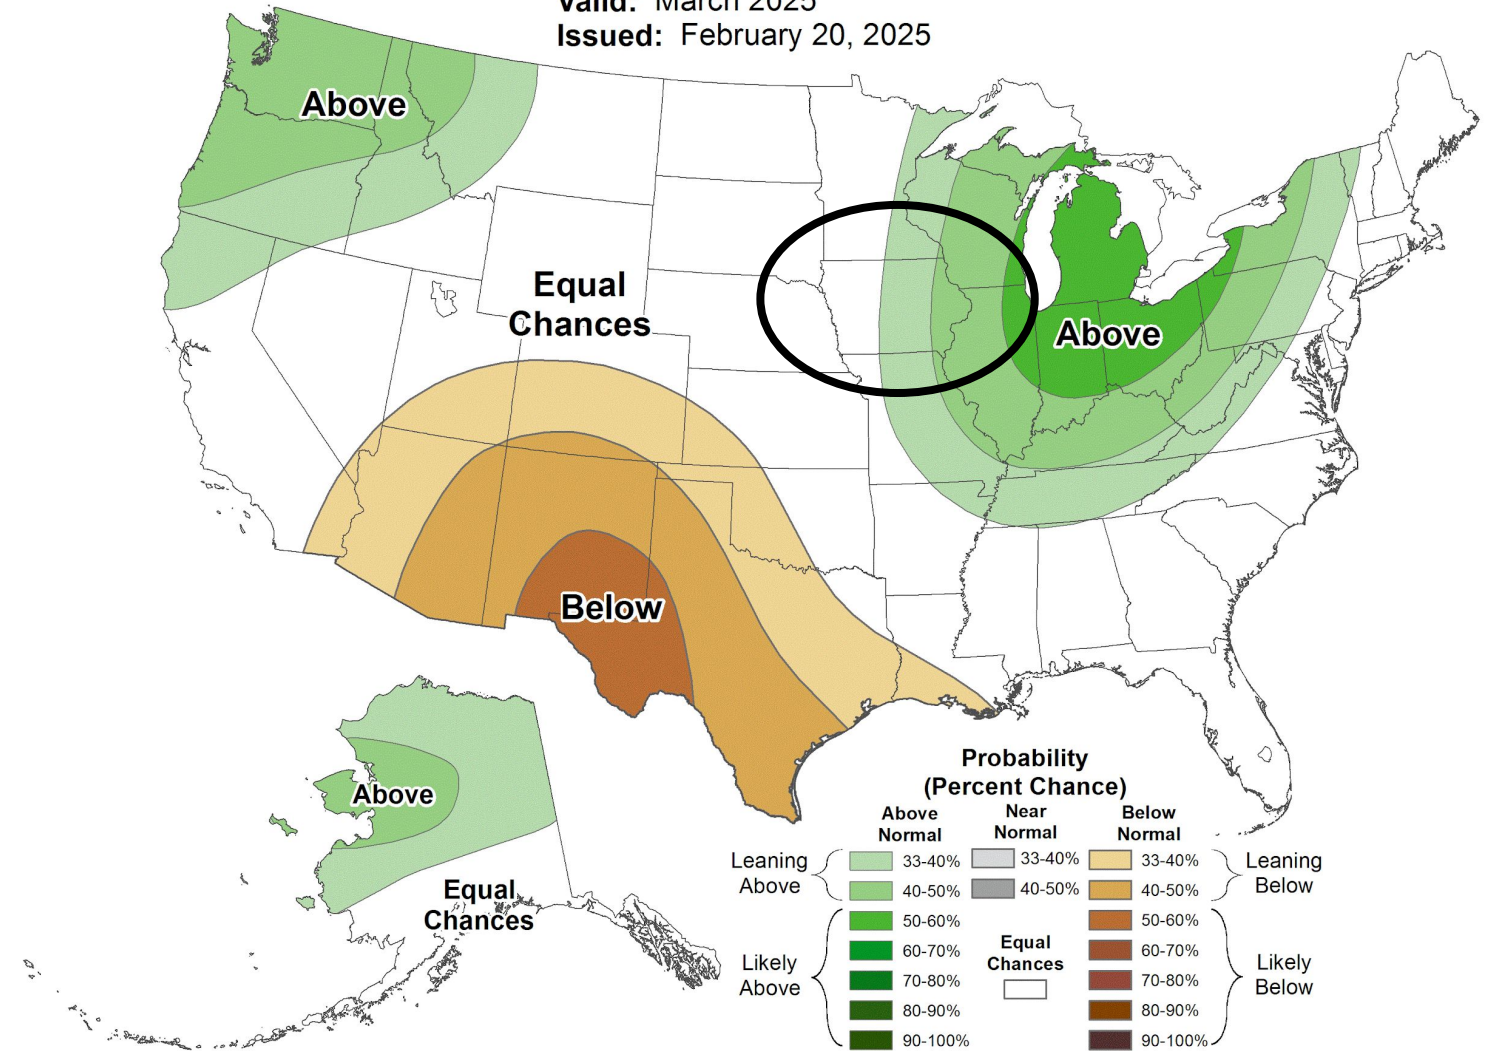 Valid: March 2025
Issued: February 20, 2025
Above
Equal
Chances
Above
Below
Above
Equal
Chances
Probability
(Percent Chance)
Above
Normal
Near
Normal
Below
Normal
Leaning
Above
33-40%
33-40%
33-40%
Leaning
Below
40-50%
40-50%
40-50%
Likely
Above
50-60%
60-70%
70-80%
80-90%
90-100%
Equal
Chances
50-60%
60-70%
70-80%
80-90%
90-100%
Likely
Below